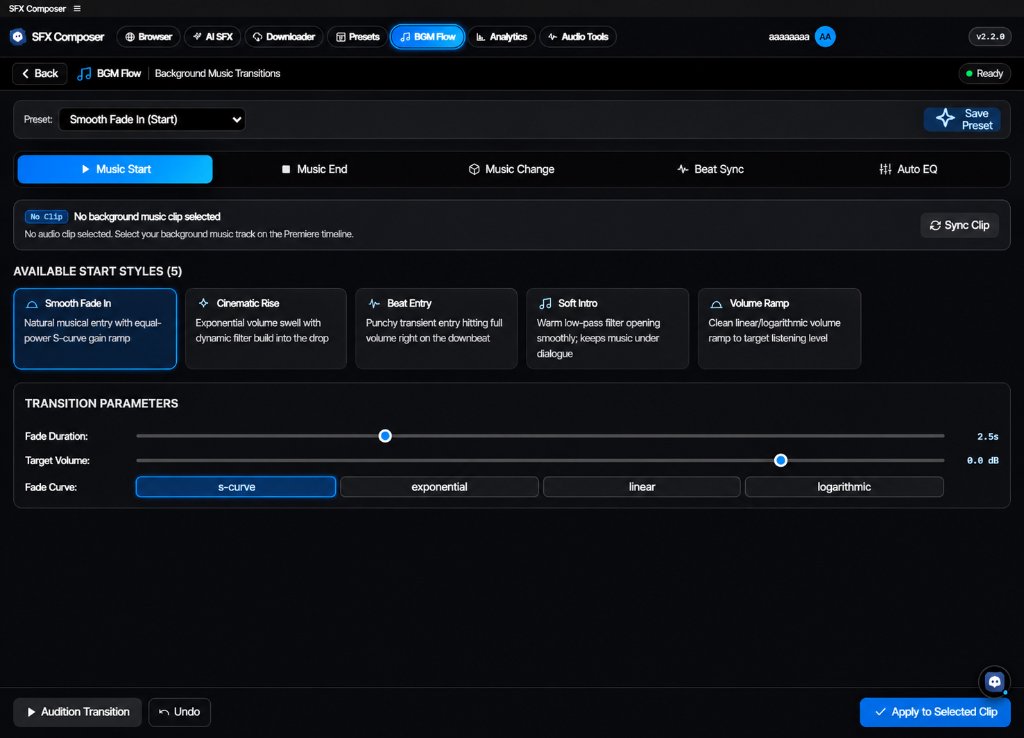 SFX Composer
SFX Composer
Browser
AI SFX
Downloader
Presets
BGM Flow
Analytics
Audio Tools
aaaaaaaa
AA
v2.2.0
Back
BGM Flow
Background Music Transitions
Ready
Preset:
Smooth Fade In (Start)
Save
Preset
Music Start
Music End
Music Change
Beat Sync
Auto EQ
No Clip
No background music clip selected
No audio clip selected. Select your background music track on the Premiere timeline.
Sync Clip
AVAILABLE START STYLES (5)
Smooth Fade In
Natural musical entry with equal-
power S-curve gain ramp
Cinematic Rise
Exponential volume swell with
dynamic filter build into the drop
Beat Entry
Punchy transient entry hitting full
volume right on the downbeat
Soft Intro
Warm low-pass filter opening
smoothly; keeps music under
dialogue
Volume Ramp
Clean linear/logarithmic volume
ramp to target listening level
TRANSITION PARAMETERS
Fade Duration:
2.5s
Target Volume:
0.0 dB
Fade Curve:
s-curve
exponential
linear
logarithmic
Audition Transition
Undo
Apply to Selected Clip